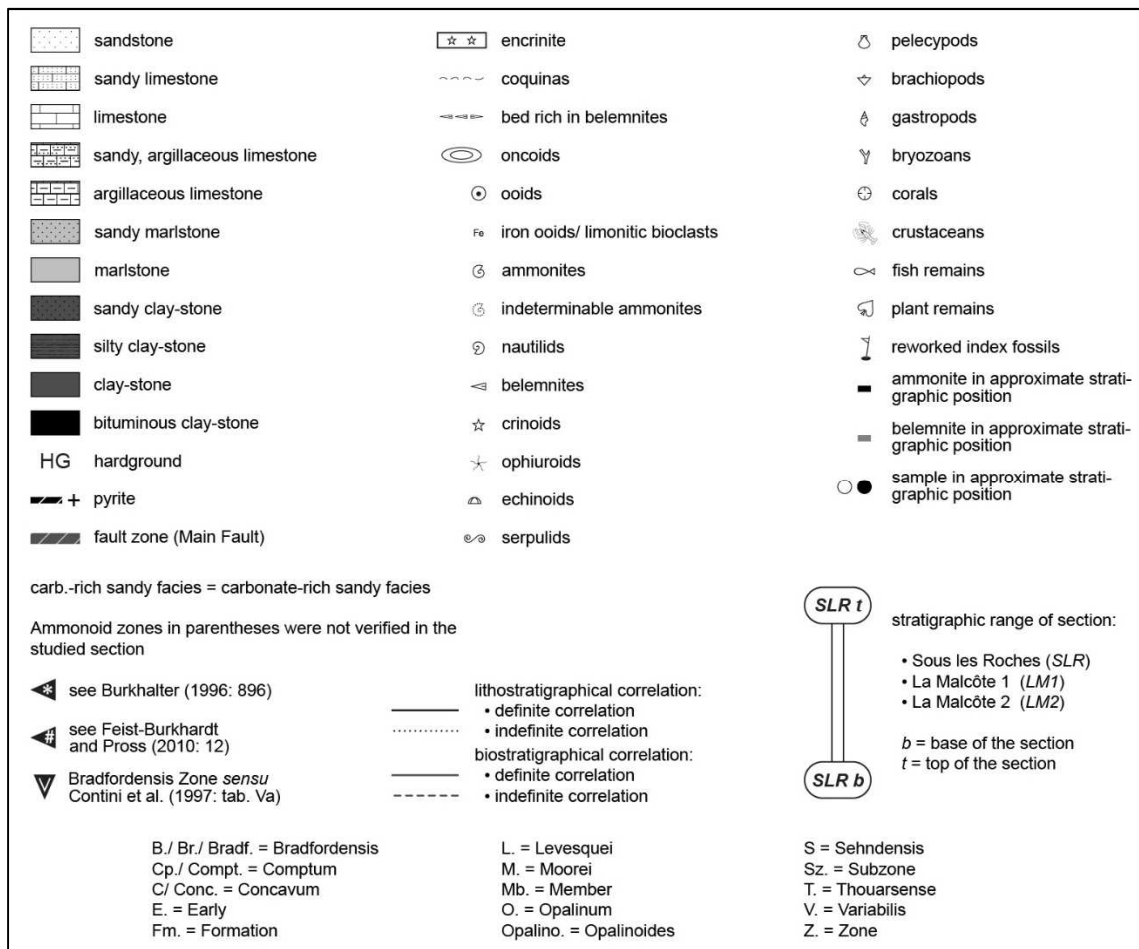 sandstone
sandy limestone
limestone
sandy, argillaceous limestone
argillaceous limestone
sandy marlstone
marlstone
sandy clay-stone
silty clay-stone
clay-stone
bituminous clay-stone
HG hardground
+ pyrite
fault zone (Main Fault)
encrinite
coquinas
bed rich in belemnites
oncoids
ooids
Fe iron ooids/ limonitic bioclasts
ammonites
indeterminable ammonites
nautilids
belemnites
crinoids
ophiuroids
echinoids
serpulids
pelecypods
brachiopods
gastropods
bryozoans
corals
crustaceans
fish remains
plant remains
reworked index fossils
ammonite in approximate strati-
graphic position
belemnite in approximate strati-
graphic position
sample in approximate strati-
graphic position
carb.-rich sandy facies = carbonate-rich sandy facies
Ammonoid zones in parentheses were not verified in the
studied section
* see Burkhalter (1996: 896)
# see Feist-Burkhardt
and Pross (2010: 12)
V Bradfordensis Zone sensu
Contini et al. (1997: tab. Va)
lithostratigraphical correlation:
• definite correlation
• indefinite correlation
biostratigraphical correlation:
• definite correlation
• indefinite correlation
SLR t
SLR b
stratigraphic range of section:
• Sous les Roches (SLR)
• La Malcôte 1 (LM1)
• La Malcôte 2 (LM2)
b = base of the section
t = top of the section
B./ Br./ Bradf. = Bradfordensis
Cp./ Compt. = Comptum
C/ Conc. = Concavum
E. = Early
Fm. = Formation
L. = Levesquei
M. = Moorei
Mb. = Member
O. = Opalinum
Opalino. = Opalinoides
S = Sehndensis
Sz. = Subzone
T. = Thouarsense
V. = Variabilis
Z. = Zone